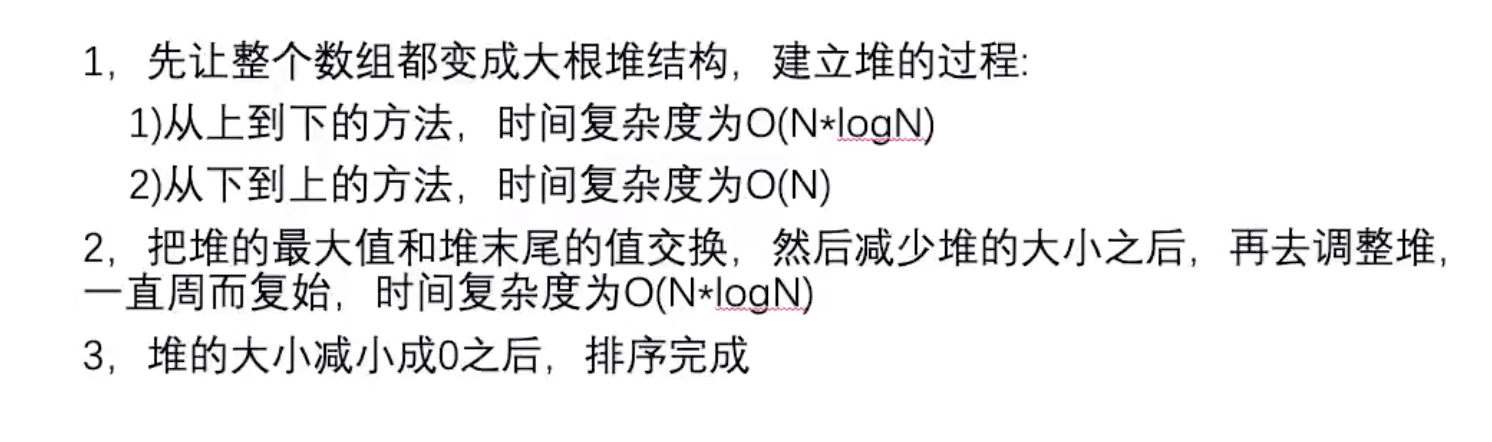 1，先让整个数组都变成大根堆结构，建立堆的过程:
1)从上到下的方法，时间复杂度为O(N*logN)
2)从下到上的方法，时间复杂度为O(N)
2，把堆的最大值和堆末尾的值交换，然后减少堆的大小之后，再去调整堆，
一直周而复始，时间复杂度为O(N*logN)
3，堆的大小减小成0之后，排序完成